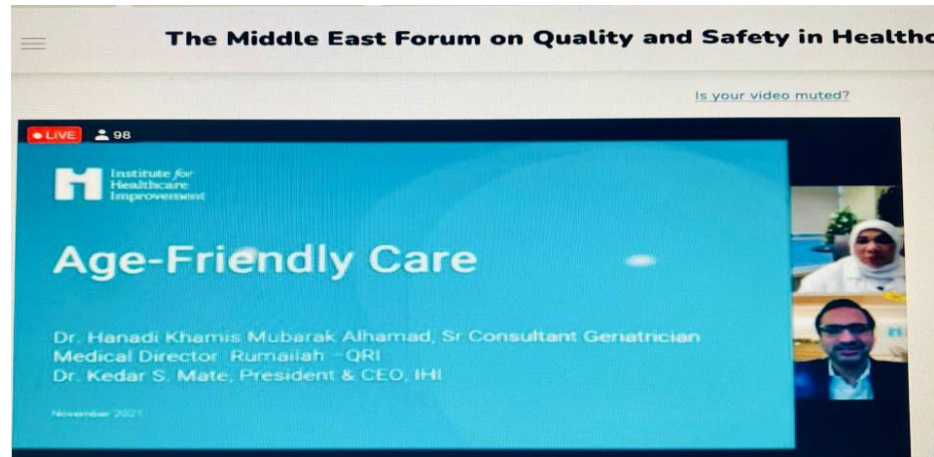 The Middle East Forum on Quality and Safety in Healthc
Is your video muted?
LIVE 98
Institute for
Healthcare
Improvement
Age-Friendly Care
Dr. Hanadi Khamis Mubarak Alhamad, Sr Consultant Geriatrician
Medical Director Rumailah - QRI
Dr. Kedar S. Mate, President & CEO, IHI
November 2021